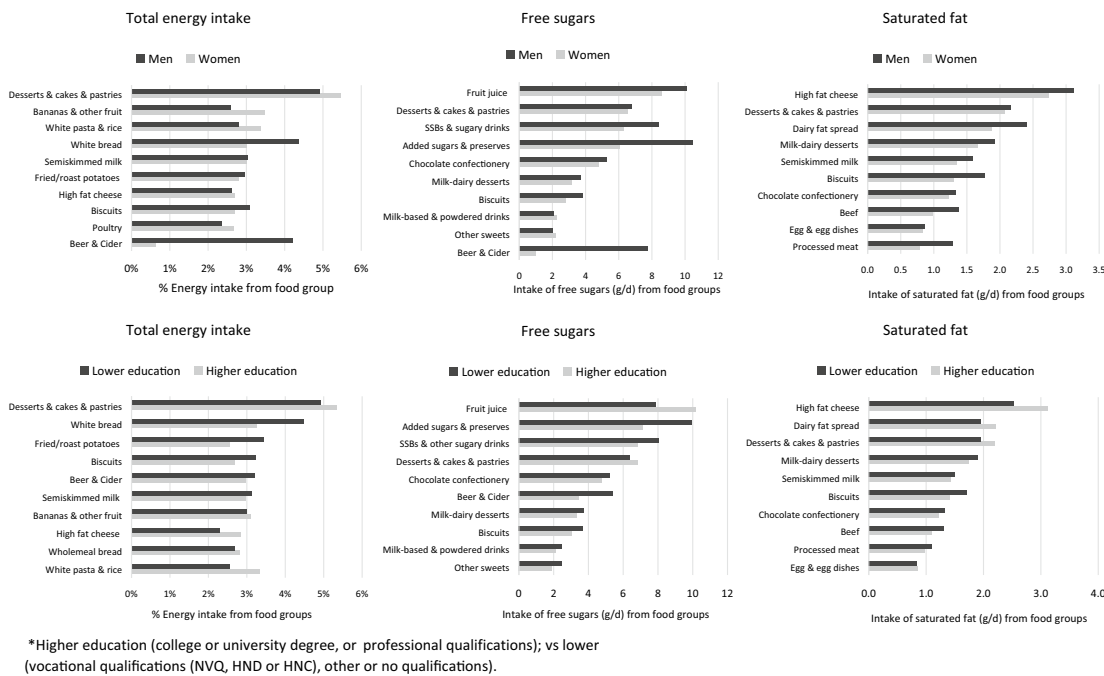 Total energy intake
Men Women
Desserts & cakes & pastries
Bananas & other fruit
White pasta & rice
White bread
Semiskimmed milk
Fried/roast potatoes
High fat cheese
Biscuits
Poultry
Beer & Cider
0% 1% 2% 3% 4% 5% 6%
% Energy intake from food group
Free sugars
Men Women
Fruit juice
Desserts & cakes & pastries
SSBs & sugary drinks
Added sugars & preserves
Chocolate confectionery
Milk-dairy desserts
Biscuits
Milk-based & powdered drinks
Other sweets
Beer & Cider
0 2 4 6 8 10 12
Intake of free sugars (g/d) from food groups
Saturated fat
Men Women
High fat cheese
Desserts & cakes & pastries
Dairy fat spread
Milk-dairy desserts
Semiskimmed milk
Biscuits
Chocolate confectionery
Beef
Egg & egg dishes
Processed meat
0.0 0.5 1.0 1.5 2.0 2.5 3.0 3.5
Intake of saturated fat (g/d) from food groups
Total energy intake
Lower education Higher education
Desserts & cakes & pastries
White bread
Fried/roast potatoes
Biscuits
Beer & Cider
Semiskimmed milk
Bananas & other fruit
High fat cheese
Wholemeal bread
White pasta & rice
0% 1% 2% 3% 4% 5% 6%
% Energy intake from food groups
Free sugars
Lower education Higher education
Fruit juice
Added sugars & preserves
SSBs & other sugary drinks
Desserts & cakes & pastries
Chocolate confectionery
Beer & Cider
Milk-dairy desserts
Biscuits
Milk-based & powdered drinks
Other sweets
0 2 4 6 8 10 12
Intake of free sugars (g/d) from food groups
Saturated fat
Lower education Higher education
High fat cheese
Dairy fat spread
Desserts & cakes & pastries
Milk-dairy desserts
Semiskimmed milk
Biscuits
Chocolate confectionery
Beef
Processed meat
Egg & egg dishes
0.0 1.0 2.0 3.0 4.0
Intake of saturated fat (g/d) from food groups
*Higher education (college or university degree, or professional qualifications); vs lower
(vocational qualifications (NVQ, HND or HNC), other or no qualifications).